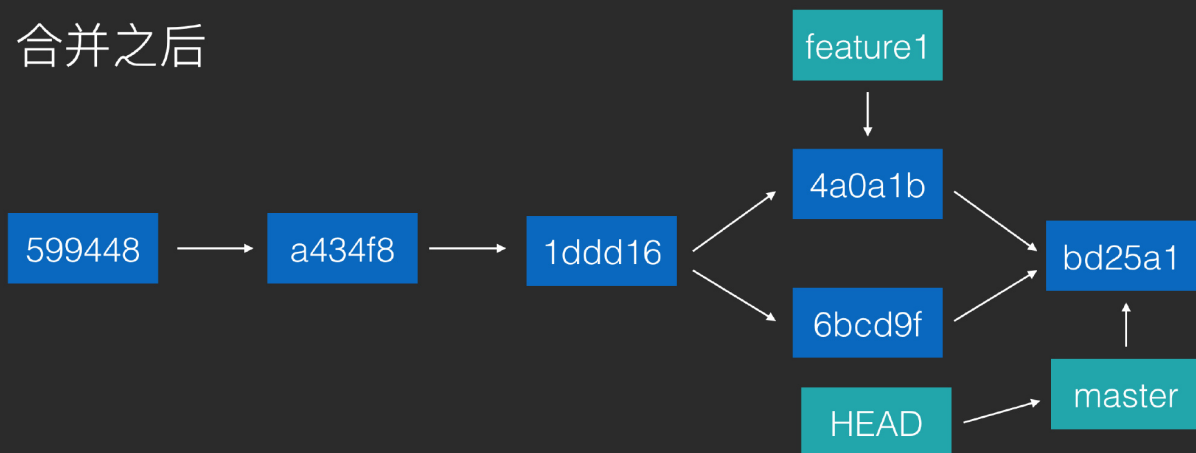 合并之后
feature1
4a0a1b
599448
a434f8
1ddd16
bd25a1
6bcd9f
master
HEAD